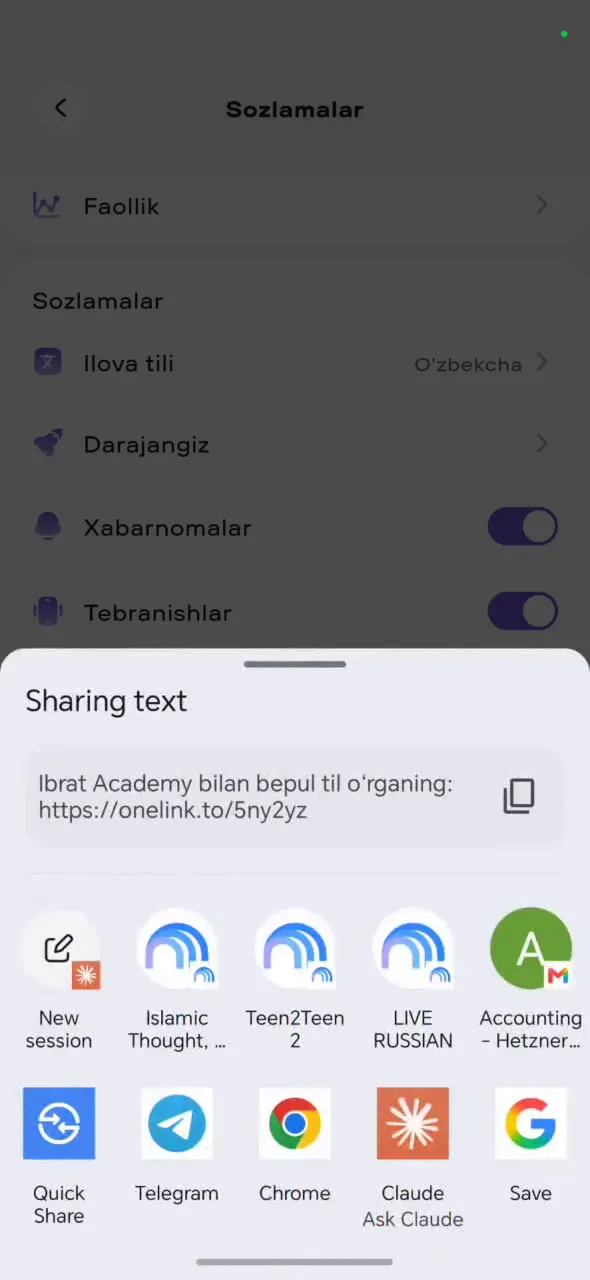 Sozlamalar
Faollik
Sozlamalar
Ilova tili O'zbekcha
Darajangiz
Xabarnomalar
Tebranishlar
Sharing text
Ibrat Academy bilan bepul til oʻrganing:
https://onelink.to/5ny2yz
New
session
Islamic
Thought, ...
Teen2Teen
2
LIVE
RUSSIAN
A
Accounting
- Hetzner...
Quick
Share
Telegram
Chrome
Claude
Ask Claude
Save